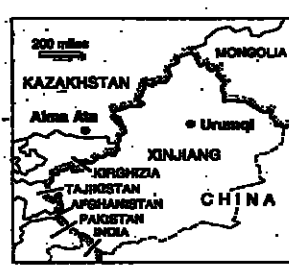 200 miles
MONGOLIA
KAZAKHSTAN
Alma Ata
Urumqi
XINJIANG
KIRGHIZIA
TAJIKISTAN
AFGHANISTAN
CHINA
PAKISTAN
INDIA